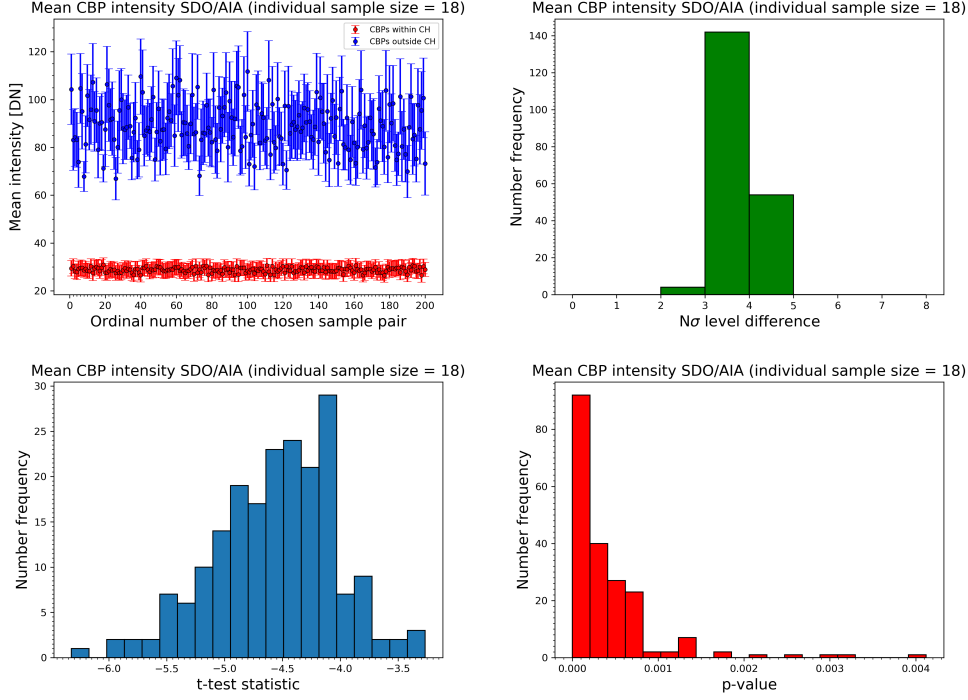 Mean CBP intensity SDO/AIA (individual sample size = 18)
CBPs within CH
CBPs outside CH
Mean intensity [DN]
120
100
80
60
40
20
0 20 40 60 80 100 120 140 160 180 200
Ordinal number of the chosen sample pair
Mean CBP intensity SDO/AIA (individual sample size = 18)
Number frequency
140
120
100
80
60
40
20
0
0 1 2 3 4 5 6 7 8
Nσ level difference
Mean CBP intensity SDO/AIA (individual sample size = 18)
Number frequency
30
25
20
15
10
5
0
−6.0 −5.5 −5.0 −4.5 −4.0 −3.5
t-test statistic
Mean CBP intensity SDO/AIA (individual sample size = 18)
Number frequency
80
60
40
20
0
0.000 0.001 0.002 0.003 0.004
p-value